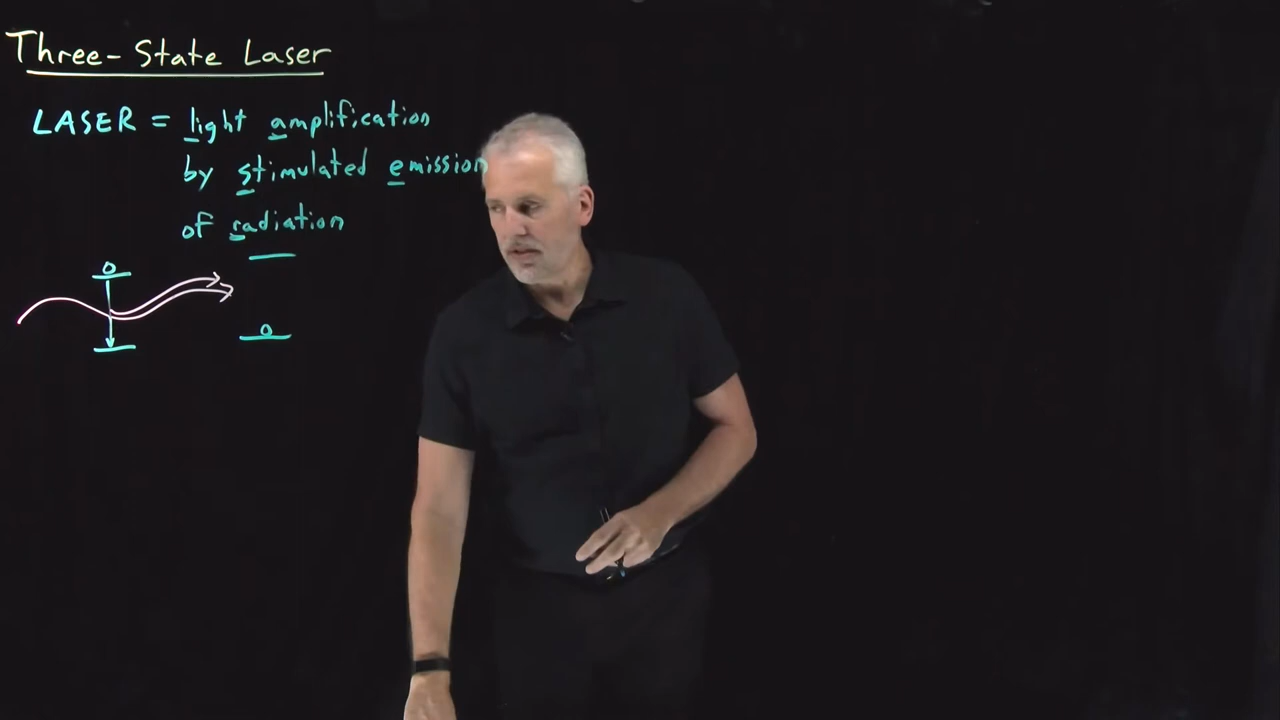 Three-State Laser
LASER = light amplification
by stimulated emission
of radiation